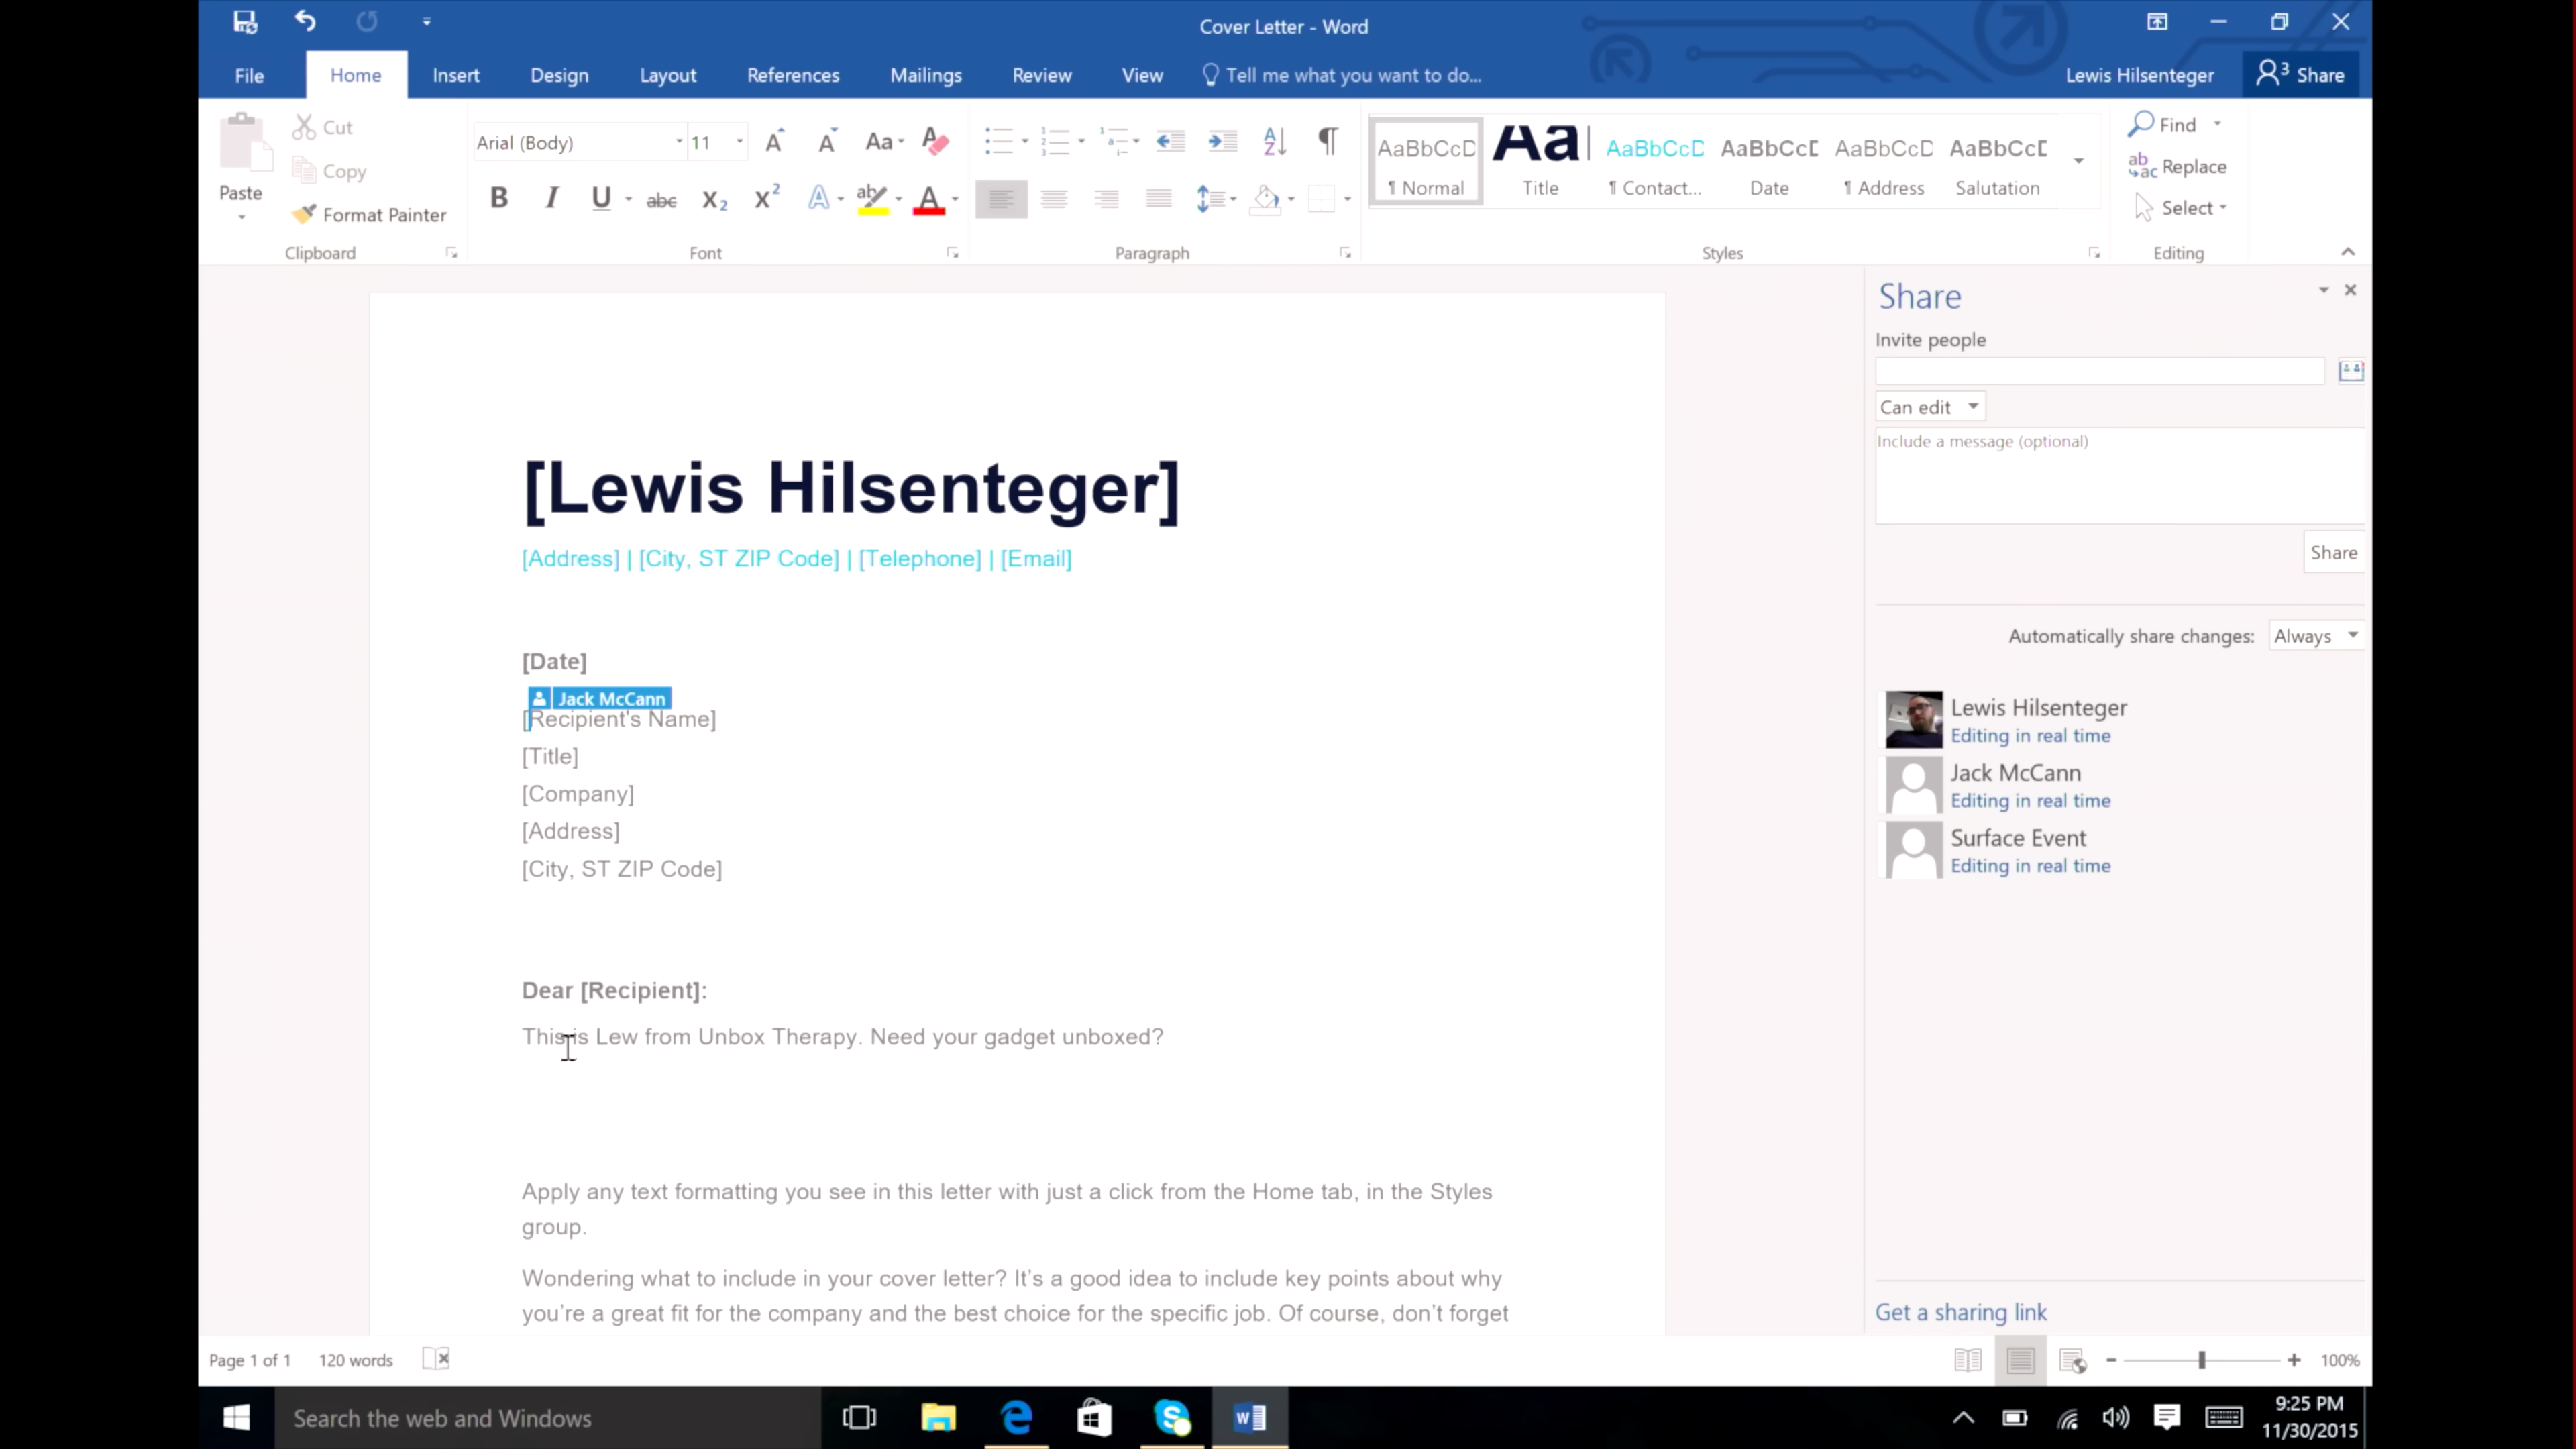 Cover Letter - Word
File Home Insert Design Layout References Mailings Review View Tell me what you want to do... Lewis Hilsenteger 3 Share
Cut
Copy
Paste
Format Painter
Clipboard
Arial (Body) 11
Font
Paragraph
AaBbCcD AaBbCcD AaBbCcD AaBbCcD AaBbCcD
¶ Normal Title ¶ Contact... Date ¶ Address Salutation
Styles
Find
Replace
Select
Editing
[Lewis Hilsenteger]
[Address] | [City, ST ZIP Code] | [Telephone] | [Email]
[Date]
Jack McCann
[Recipient's Name]
[Title]
[Company]
[Address]
[City, ST ZIP Code]
Dear [Recipient]:
This is Lew from Unbox Therapy. Need your gadget unboxed?
Apply any text formatting you see in this letter with just a click from the Home tab, in the Styles
group.
Wondering what to include in your cover letter? It's a good idea to include key points about why
you're a great fit for the company and the best choice for the specific job. Of course, don't forget
Share
Invite people
Can edit
Include a message (optional)
Share
Automatically share changes: Always
Lewis Hilsenteger
Editing in real time
Jack McCann
Editing in real time
Surface Event
Editing in real time
Get a sharing link
Page 1 of 1 120 words
100%
Search the web and Windows
9:25 PM
11/30/2015